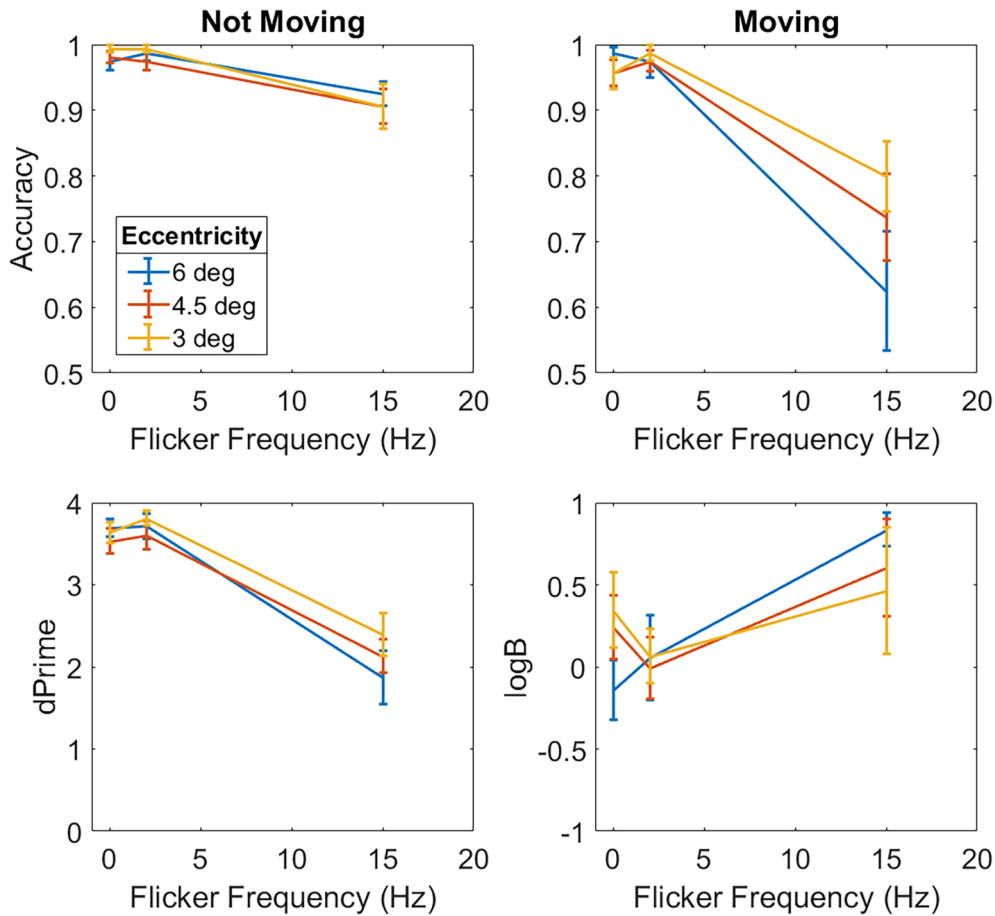 Not Moving
Moving
1
0.9
0.8
0.7
0.6
0.5
Accuracy
Eccentricity
6 deg
4.5 deg
3 deg
0 5 10 15 20
Flicker Frequency (Hz)
1
0.9
0.8
0.7
0.6
0.5
0 5 10 15 20
Flicker Frequency (Hz)
4
3
2
1
0
dPrime
0 5 10 15 20
Flicker Frequency (Hz)
1
0.5
0
-0.5
-1
logB
0 5 10 15 20
Flicker Frequency (Hz)